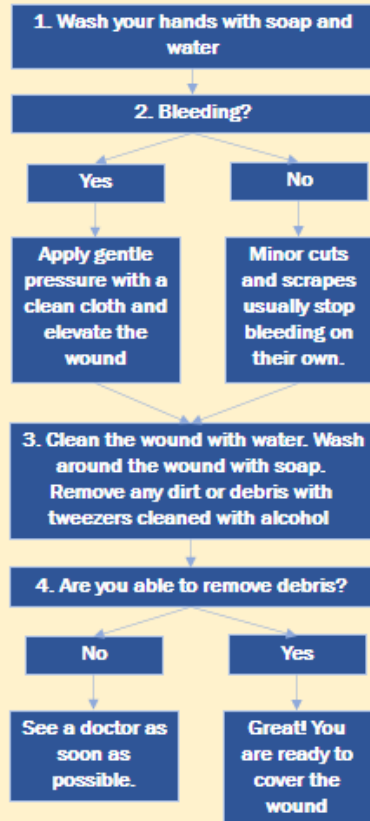 1. Wash your hands with soap and
water
2. Bleeding?
Yes
No
Apply gentle
pressure with a
clean cloth and
elevate the
wound
Minor cuts
and scrapes
usually stop
bleeding on
their own.
3. Clean the wound with water. Wash
around the wound with soap.
Remove any dirt or debris with
tweezers cleaned with alcohol
4. Are you able to remove debris?
No
Yes
See a doctor as
soon as
possible.
Great! You
are ready to
cover the
wound